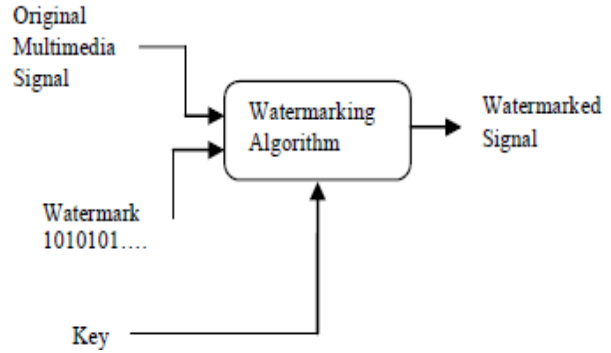 Original
Multimedia
Signal
Watermarking
Algorithm
Watermarked
Signal
Watermark
1010101....
Key